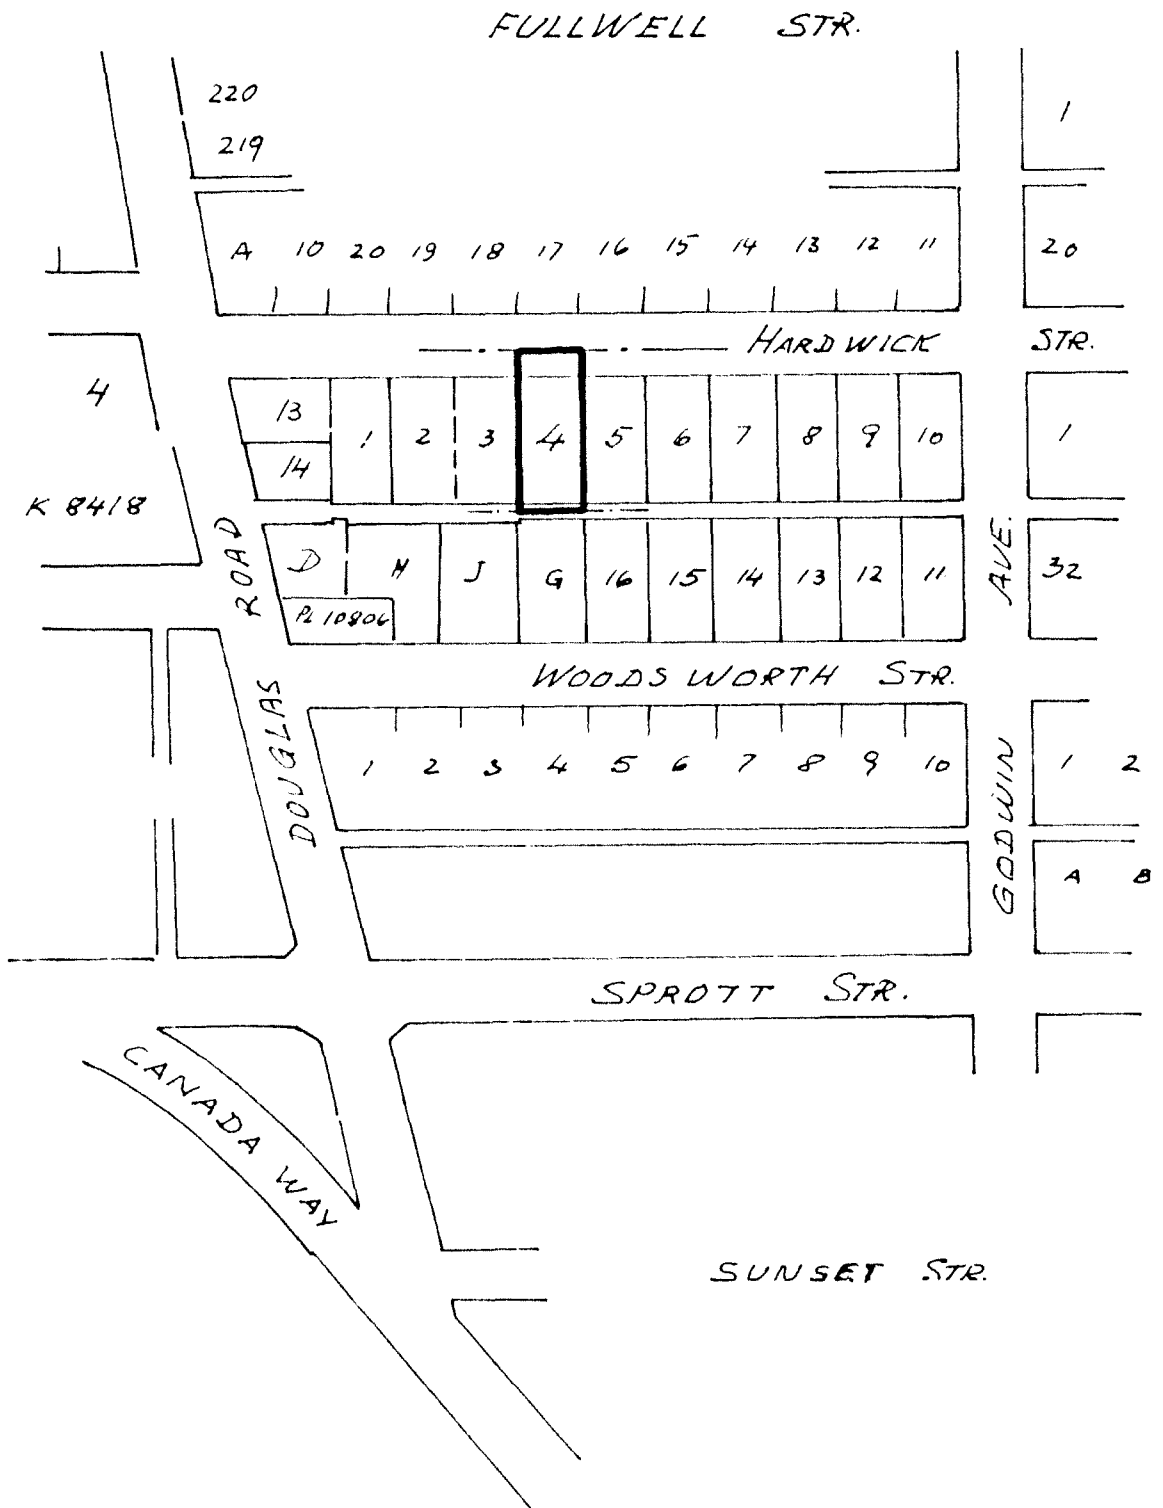 FULLWELL STR.
220
219
1
A 10 20 19 18 17 16 15 14 13 12 11 20
HARDWICK STR.
4
13
14
1 2 3 4 5 6 7 8 9 10 1
K 8418
D M J G 16 15 14 13 12 11 32
PL 10806
DOUGLAS ROAD
WOODSWORTH STR.
GODWIN AVE.
1 2 3 4 5 6 7 8 9 10 1 2
A B
SPROTT STR.
CANADA WAY
SUNSET STR.